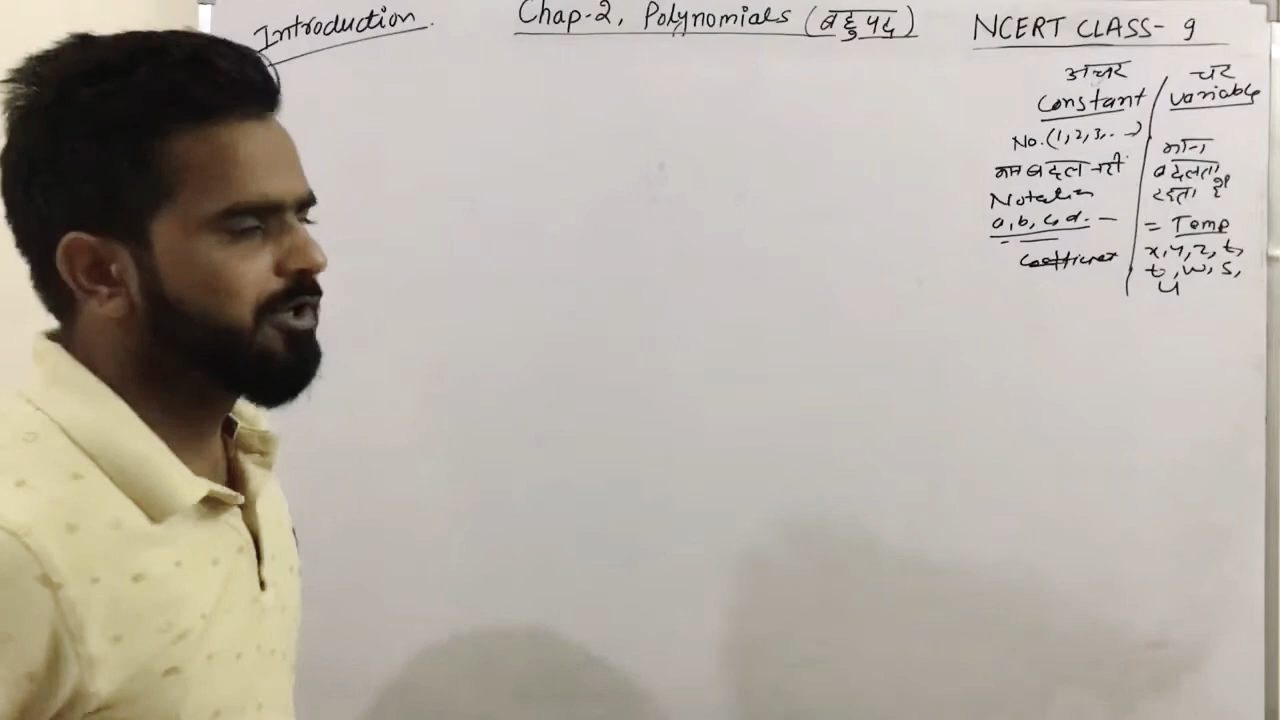 Introduction.
Chap-2, Polynomials (बहुपद)
NCERT CLASS- 9
अचर
Constant
No. (1, 2, 3, . . )
बदल नहीं
Notation
a, b, c, d. —
Coefficient
चर
Variable
मान
बदलता
रहता है
= Temp
x, y, z, t,
t, w, s,
u